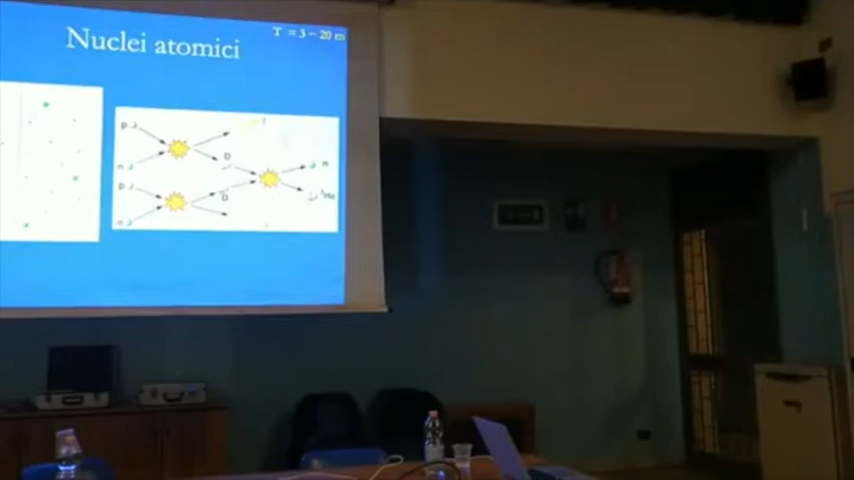 Nuclei atomici
T = 3 – 20 m
p
n
D
p
n
D
n
³He